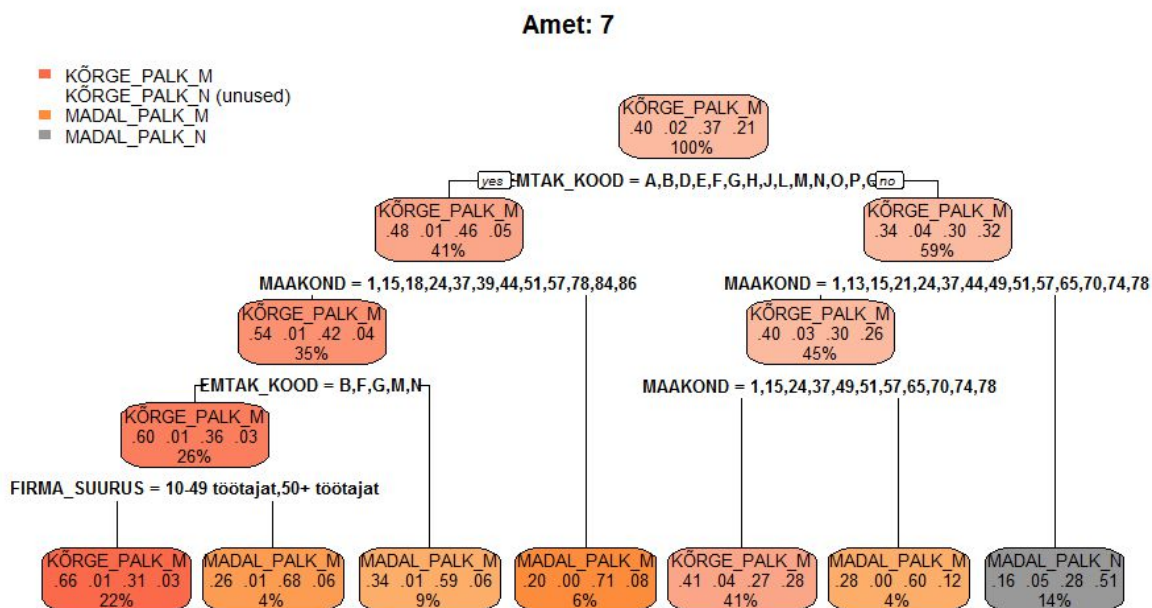 Amet: 7
KÕRGE_PALK_M
KÕRGE_PALK_N (unused)
MADAL_PALK_M
MADAL_PALK_N
KÕRGE_PALK_M
.40 .02 .37 .21
100%
yes EMTAK_KOOD = A,B,D,E,F,G,H,J,L,M,N,O,P,Q no
KÕRGE_PALK_M
.48 .01 .46 .05
41%
KÕRGE_PALK_M
.34 .04 .30 .32
59%
MAAKOND = 1,15,18,24,37,39,44,51,57,78,84,86
MAAKOND = 1,13,15,21,24,37,44,49,51,57,65,70,74,78
KÕRGE_PALK_M
.54 .01 .42 .04
35%
KÕRGE_PALK_M
.40 .03 .30 .26
45%
EMTAK_KOOD = B,F,G,M,N
MAAKOND = 1,15,24,37,49,51,57,65,70,74,78
KÕRGE_PALK_M
.60 .01 .36 .03
26%
FIRMA_SUURUS = 10-49 töötajat,50+ töötajat
KÕRGE_PALK_M
.66 .01 .31 .03
22%
MADAL_PALK_M
.26 .01 .68 .06
4%
MADAL_PALK_M
.34 .01 .59 .06
9%
MADAL_PALK_M
.20 .00 .71 .08
6%
KÕRGE_PALK_M
.41 .04 .27 .28
41%
MADAL_PALK_M
.28 .00 .60 .12
4%
MADAL_PALK_N
.16 .05 .28 .51
14%